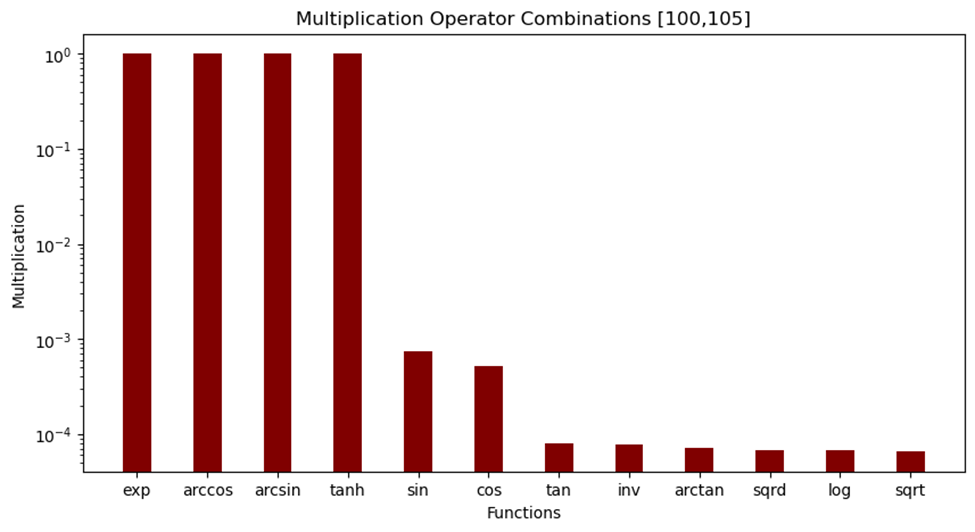 Multiplication Operator Combinations [100,105]
Multiplication
10⁰
10⁻¹
10⁻²
10⁻³
10⁻⁴
exp arccos arcsin tanh sin cos tan inv arctan sqrd log sqrt
Functions